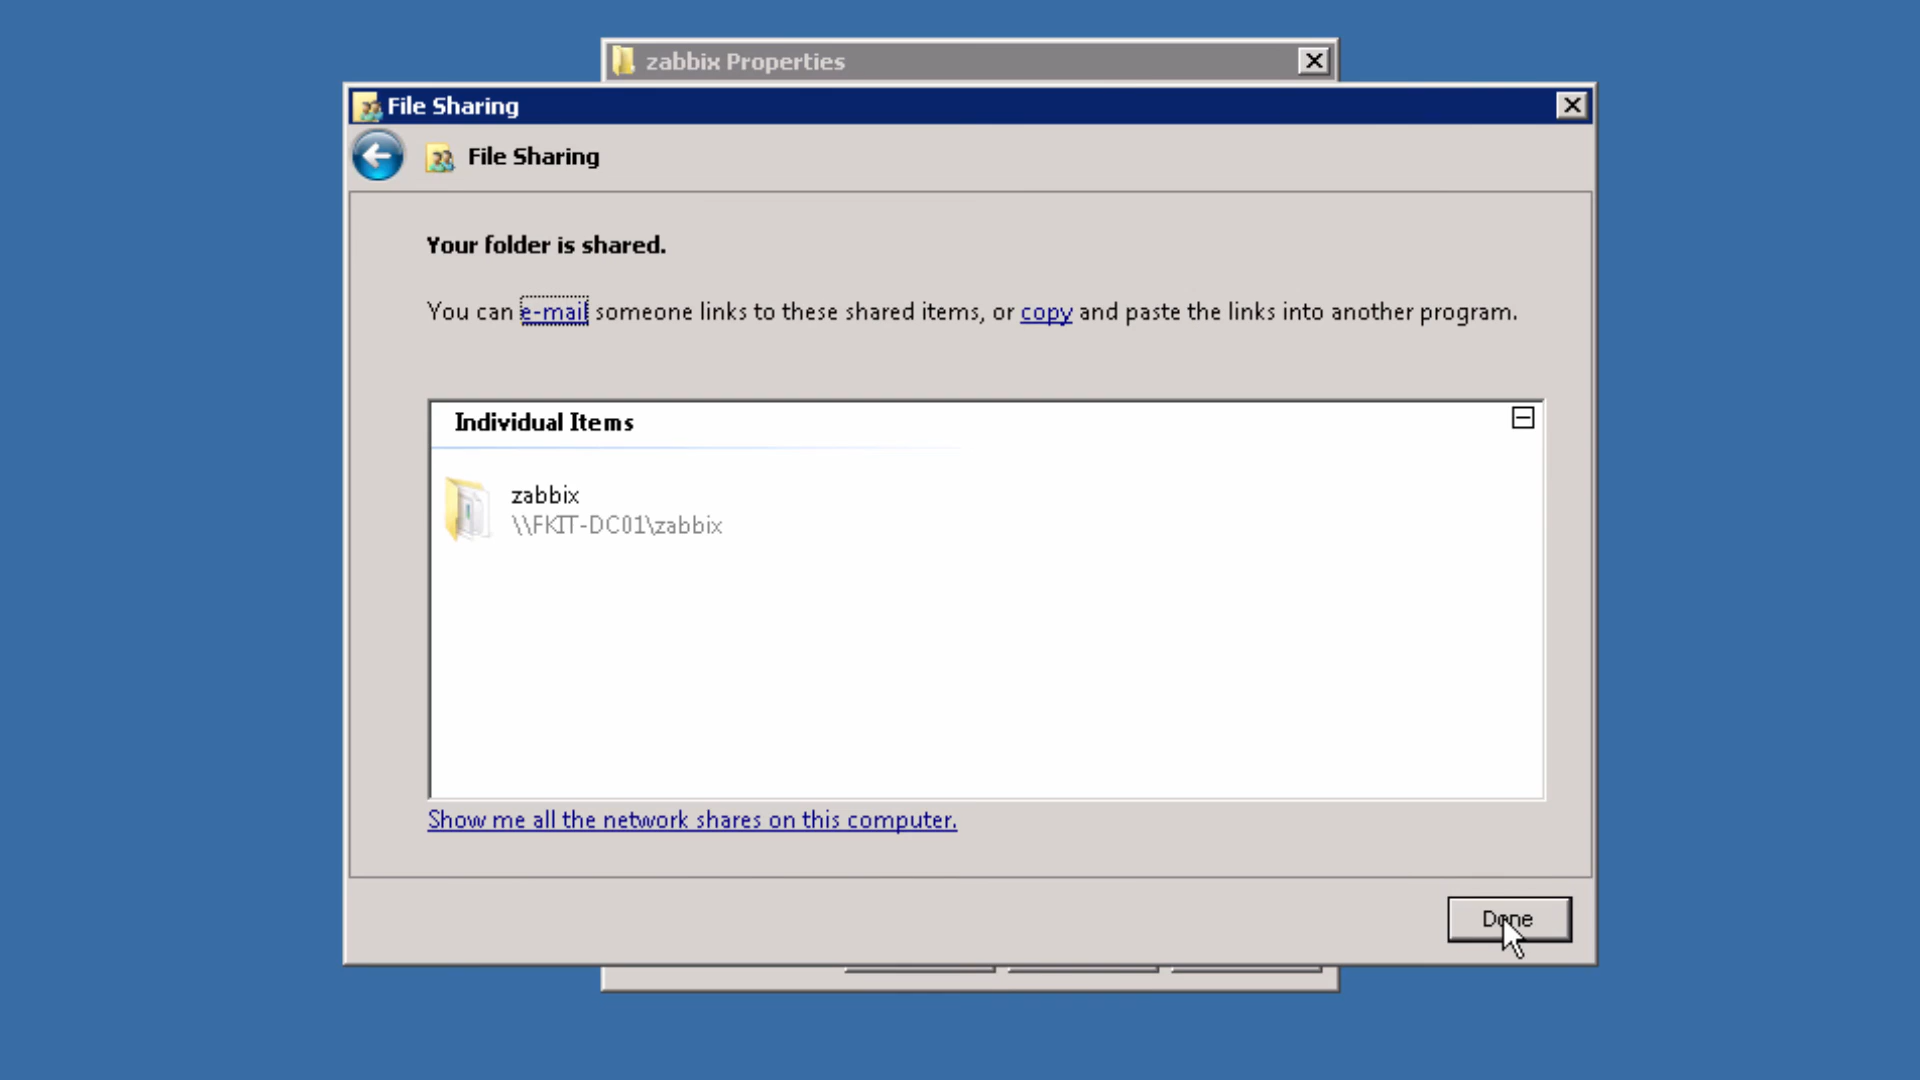 zabbix Properties
File Sharing
File Sharing
Your folder is shared.
You can e-mail someone links to these shared items, or copy and paste the links into another program.
Individual Items
zabbix
\\FKIT-DC01\zabbix
Show me all the network shares on this computer.
Done